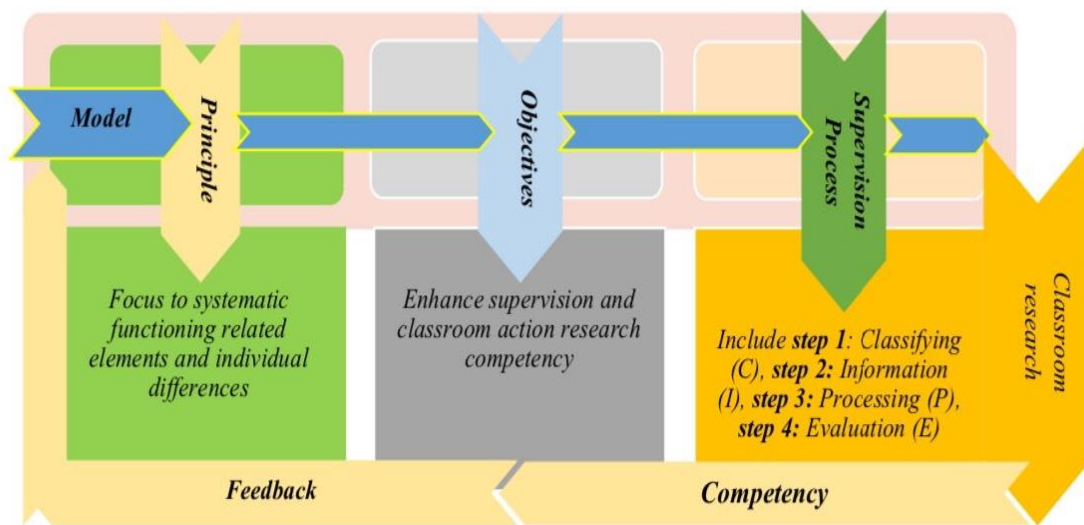 Model
Principle
Objectives
Supervision
Process
Focus to systematic
functioning related
elements and individual
differences
Enhance supervision and
classroom action research
competency
Include step 1: Classifying
(C), step 2: Information
(I), step 3: Processing (P),
step 4: Evaluation (E)
Classroom
research
Feedback
Competency